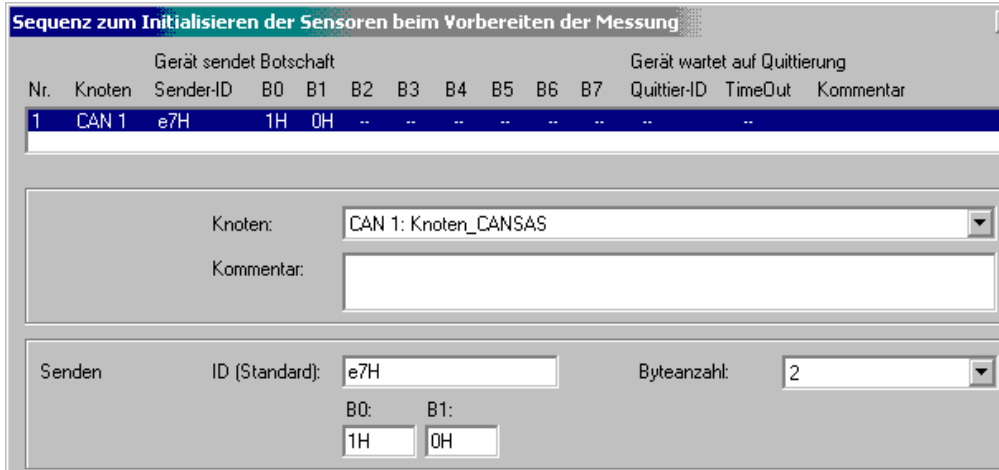 Sequenz zum Initialisieren der Sensoren beim Vorbereiten der Messung
Gerät sendet Botschaft Gerät wartet auf Quittierung
Nr. Knoten Sender-ID B0 B1 B2 B3 B4 B5 B6 B7 Quittier-ID TimeOut Kommentar
1 CAN 1 e7H 1H 0H -- -- -- -- -- -- -- --
Knoten: CAN 1: Knoten_CANSAS
Kommentar:
Senden ID (Standard): e7H Byteanzahl: 2
B0: B1:
1H 0H